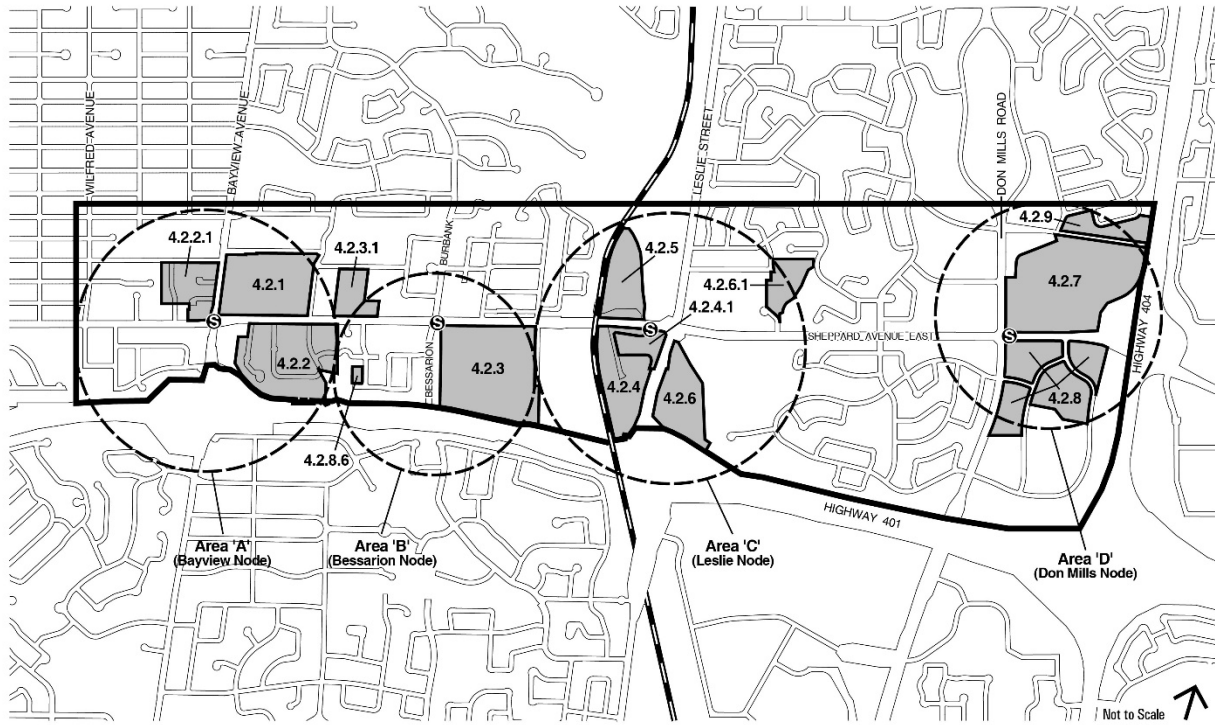 WILFRED AVENUE
BAYVIEW AVENUE
BURBANK
LESLIE STREET
DON MILLS ROAD
4.2.9
4.2.2.1
4.2.3.1
4.2.5
4.2.1
4.2.6.1
4.2.7
4.2.4.1
S
S
S
S
SHEPPARD AVENUE EAST
HIGHWAY 404
4.2.2
BESSARION
4.2.3
4.2.4
4.2.6
4.2.8
4.2.8.6
HIGHWAY 401
Area 'A'
(Bayview Node)
Area 'B'
(Bessarion Node)
Area 'C'
(Leslie Node)
Area 'D'
(Don Mills Node)
Not to Scale